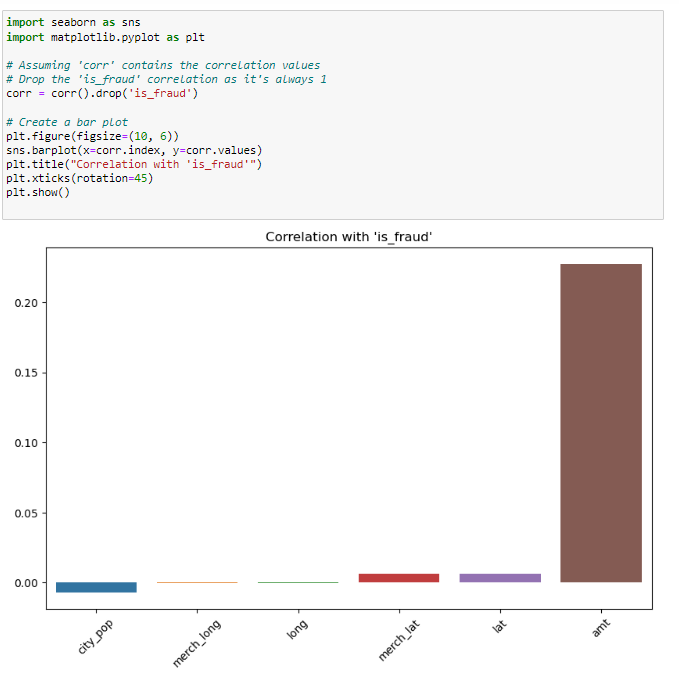 import seaborn as sns
import matplotlib.pyplot as plt
# Assuming 'corr' contains the correlation values
# Drop the 'is_fraud' correlation as it's always 1
corr = corr().drop('is_fraud')
# Create a bar plot
plt.figure(figsize=(10, 6))
sns.barplot(x=corr.index, y=corr.values)
plt.title("Correlation with 'is_fraud'")
plt.xticks(rotation=45)
plt.show()
Correlation with 'is_fraud'
0.20
0.15
0.10
0.05
0.00
city_pop
merch_long
long
merch_lat
lat
amt